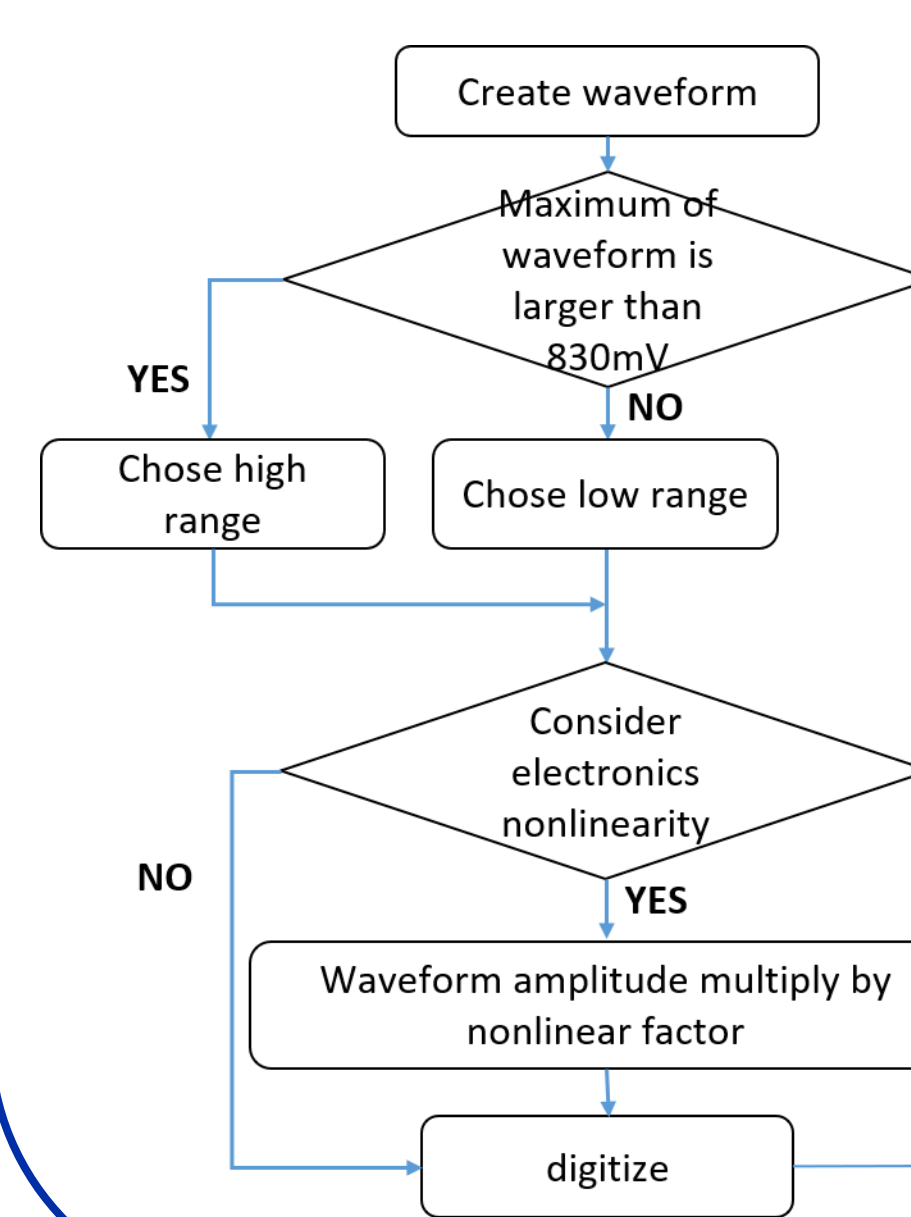 Create waveform
Maximum of
waveform is
larger than
830mV
YES
NO
Chose high
range
Chose low range
Consider
electronics
nonlinearity
NO
YES
Waveform amplitude multiply by
nonlinear factor
digitize